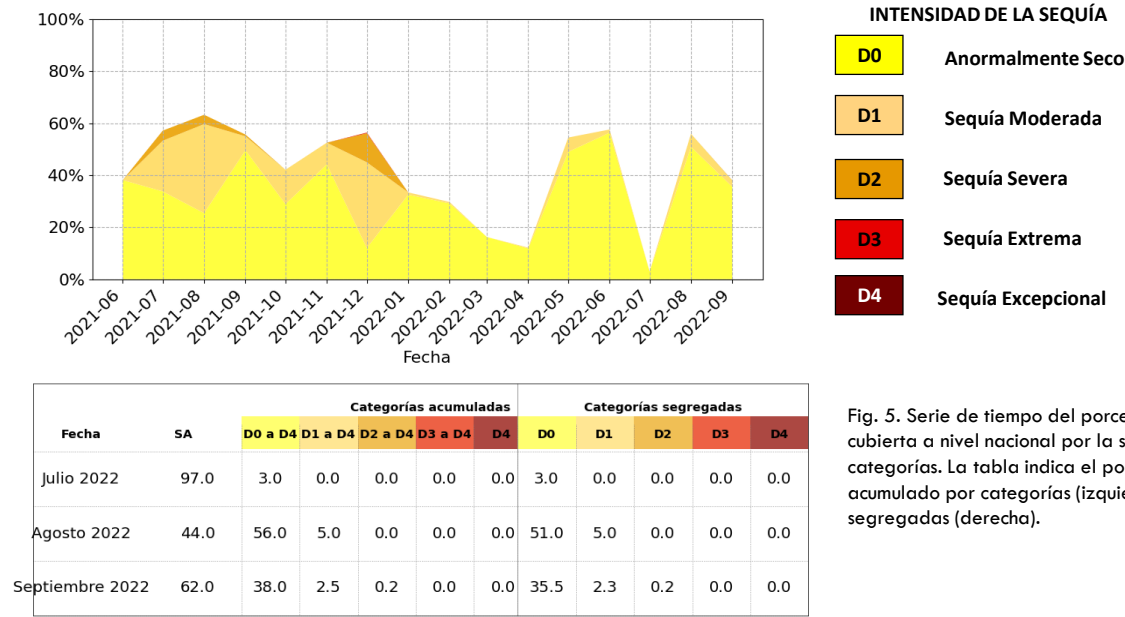 100%
80%
60%
40%
20%
0%
2021-06
2021-07
2021-08
2021-09
2021-10
2021-11
2021-12
2022-01
2022-02
2022-03
2022-04
2022-05
2022-06
2022-07
2022-08
2022-09
Fecha
INTENSIDAD DE LA SEQUÍA
D0 Anormalmente Seco
D1 Sequía Moderada
D2 Sequía Severa
D3 Sequía Extrema
D4 Sequía Excepcional
Categorías acumuladas Categorías segregadas
Fecha SA D0 a D4 D1 a D4 D2 a D4 D3 a D4 D4 D0 D1 D2 D3 D4
Julio 2022 97.0 3.0 0.0 0.0 0.0 0.0 3.0 0.0 0.0 0.0 0.0
Agosto 2022 44.0 56.0 5.0 0.0 0.0 0.0 51.0 5.0 0.0 0.0 0.0
Septiembre 2022 62.0 38.0 2.5 0.2 0.0 0.0 35.5 2.3 0.2 0.0 0.0
Fig. 5. Serie de tiempo del
cubierta a nivel nacional por la
categorías. La tabla indica el
acumulado por categorías
segregadas (derecha).